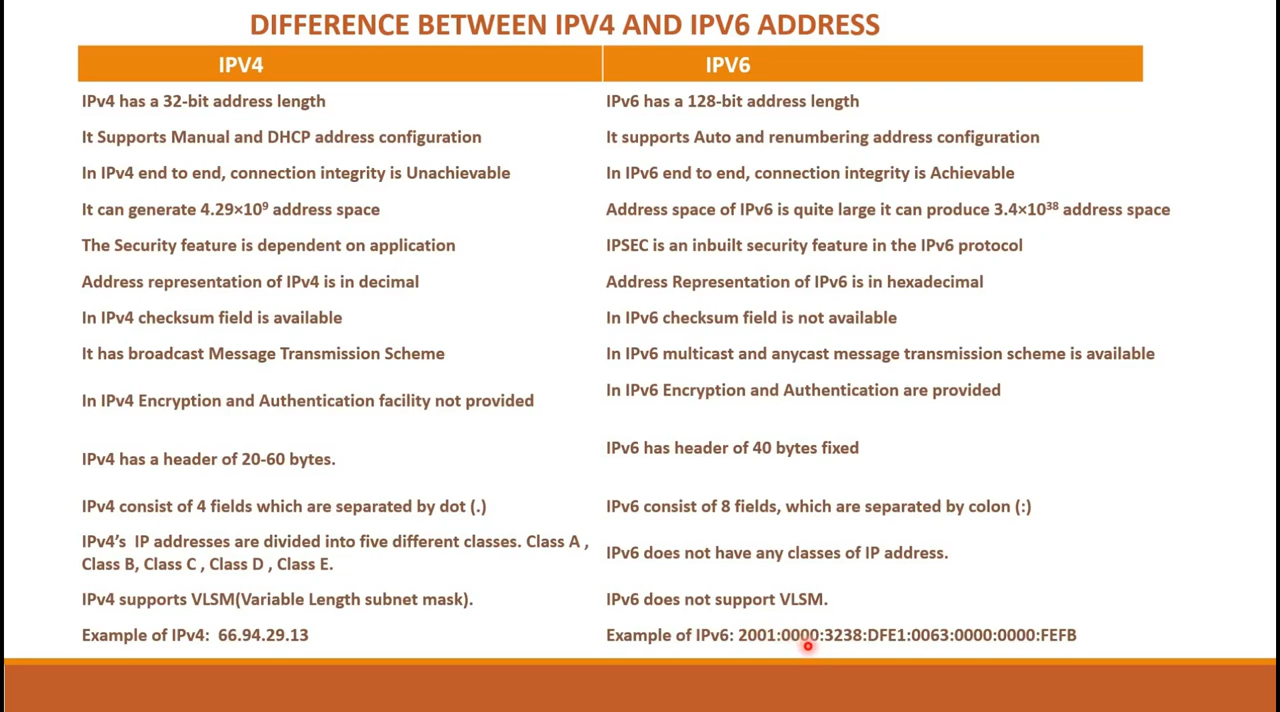 DIFFERENCE BETWEEN IPV4 AND IPV6 ADDRESS
IPV4
IPV6
IPv4 has a 32-bit address length
IPv6 has a 128-bit address length
It Supports Manual and DHCP address configuration
It supports Auto and renumbering address configuration
In IPv4 end to end, connection integrity is Unachievable
In IPv6 end to end, connection integrity is Achievable
It can generate 4.29×10⁹ address space
Address space of IPv6 is quite large it can produce 3.4×10³⁸ address space
The Security feature is dependent on application
IPSEC is an inbuilt security feature in the IPv6 protocol
Address representation of IPv4 is in decimal
Address Representation of IPv6 is in hexadecimal
In IPv4 checksum field is available
In IPv6 checksum field is not available
It has broadcast Message Transmission Scheme
In IPv6 multicast and anycast message transmission scheme is available
In IPv4 Encryption and Authentication facility not provided
In IPv6 Encryption and Authentication are provided
IPv4 has a header of 20-60 bytes.
IPv6 has header of 40 bytes fixed
IPv4 consist of 4 fields which are separated by dot (.)
IPv6 consist of 8 fields, which are separated by colon (:)
IPv4’s IP addresses are divided into five different classes. Class A ,
Class B, Class C , Class D , Class E.
IPv6 does not have any classes of IP address.
IPv4 supports VLSM(Variable Length subnet mask).
IPv6 does not support VLSM.
Example of IPv4: 66.94.29.13
Example of IPv6: 2001:0000:3238:DFE1:0063:0000:0000:FEFB